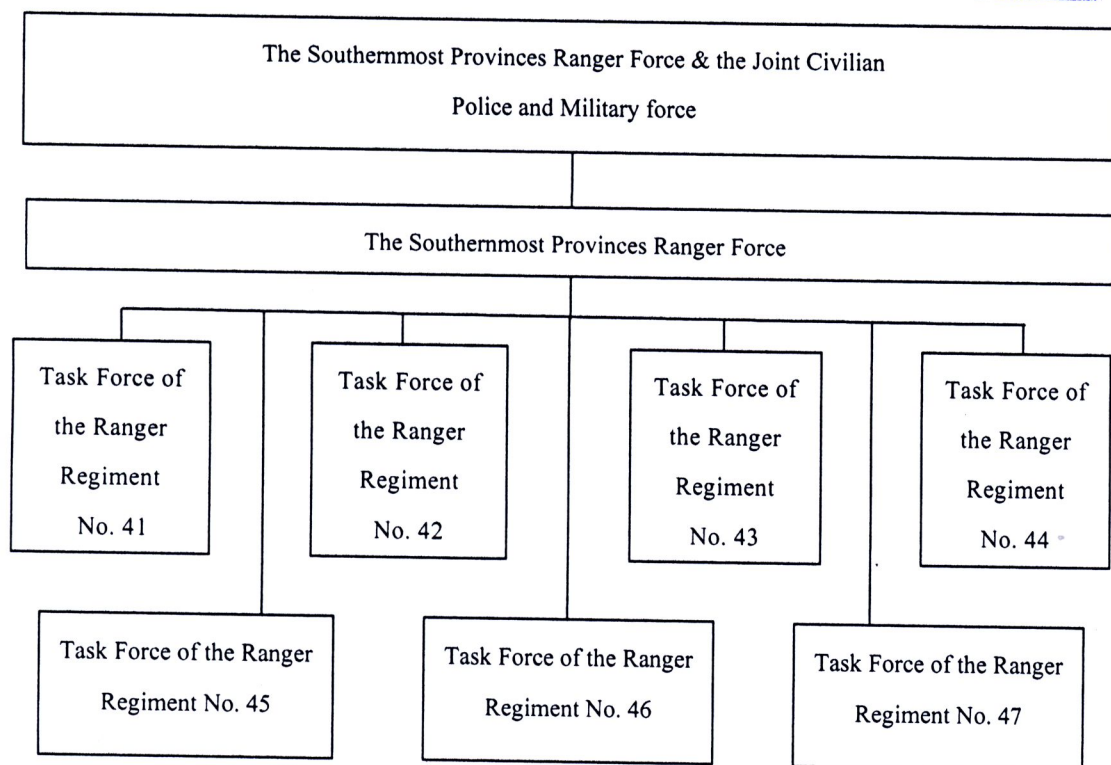 The Southernmost Provinces Ranger Force & the Joint Civilian
Police and Military force
The Southernmost Provinces Ranger Force
Task Force of
the Ranger
Regiment
No. 41
Task Force of
the Ranger
Regiment
No. 42
Task Force of
the Ranger
Regiment
No. 43
Task Force of
the Ranger
Regiment
No. 44
Task Force of the Ranger
Regiment No. 45
Task Force of the Ranger
Regiment No. 46
Task Force of the Ranger
Regiment No. 47